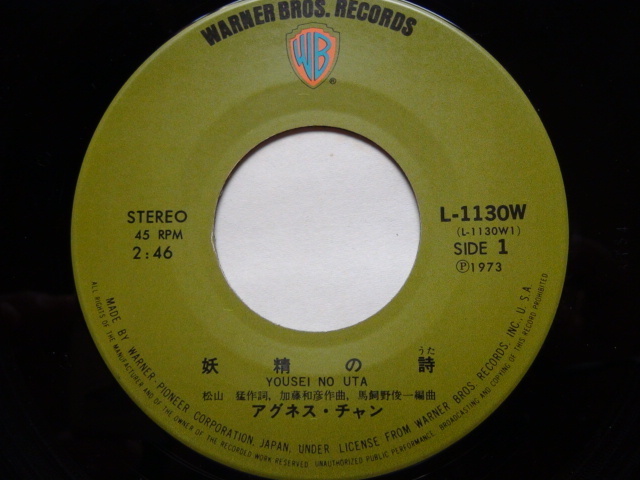 WARNER BROS. RECORDS
WB
®
STEREO
45 RPM
2:46
L-1130W
(L-1130W1)
SIDE 1
Ⓟ1973
うた
妖精の詩
YOUSEI NO UTA
松山 猛作詞, 加藤和彦作曲, 馬飼野俊一編曲
アグネス・チャン
MADE BY WARNER-PIONEER CORPORATION, JAPAN, UNDER LICENSE FROM WARNER BROS. RECORDS, INC., U.S.A.
ALL RIGHTS OF THE MANUFACTURER AND OF THE OWNER OF THE RECORDED WORK RESERVED. UNAUTHORIZED PUBLIC PERFORMANCE, BROADCASTING AND COPYING OF THIS RECORD PROHIBITED